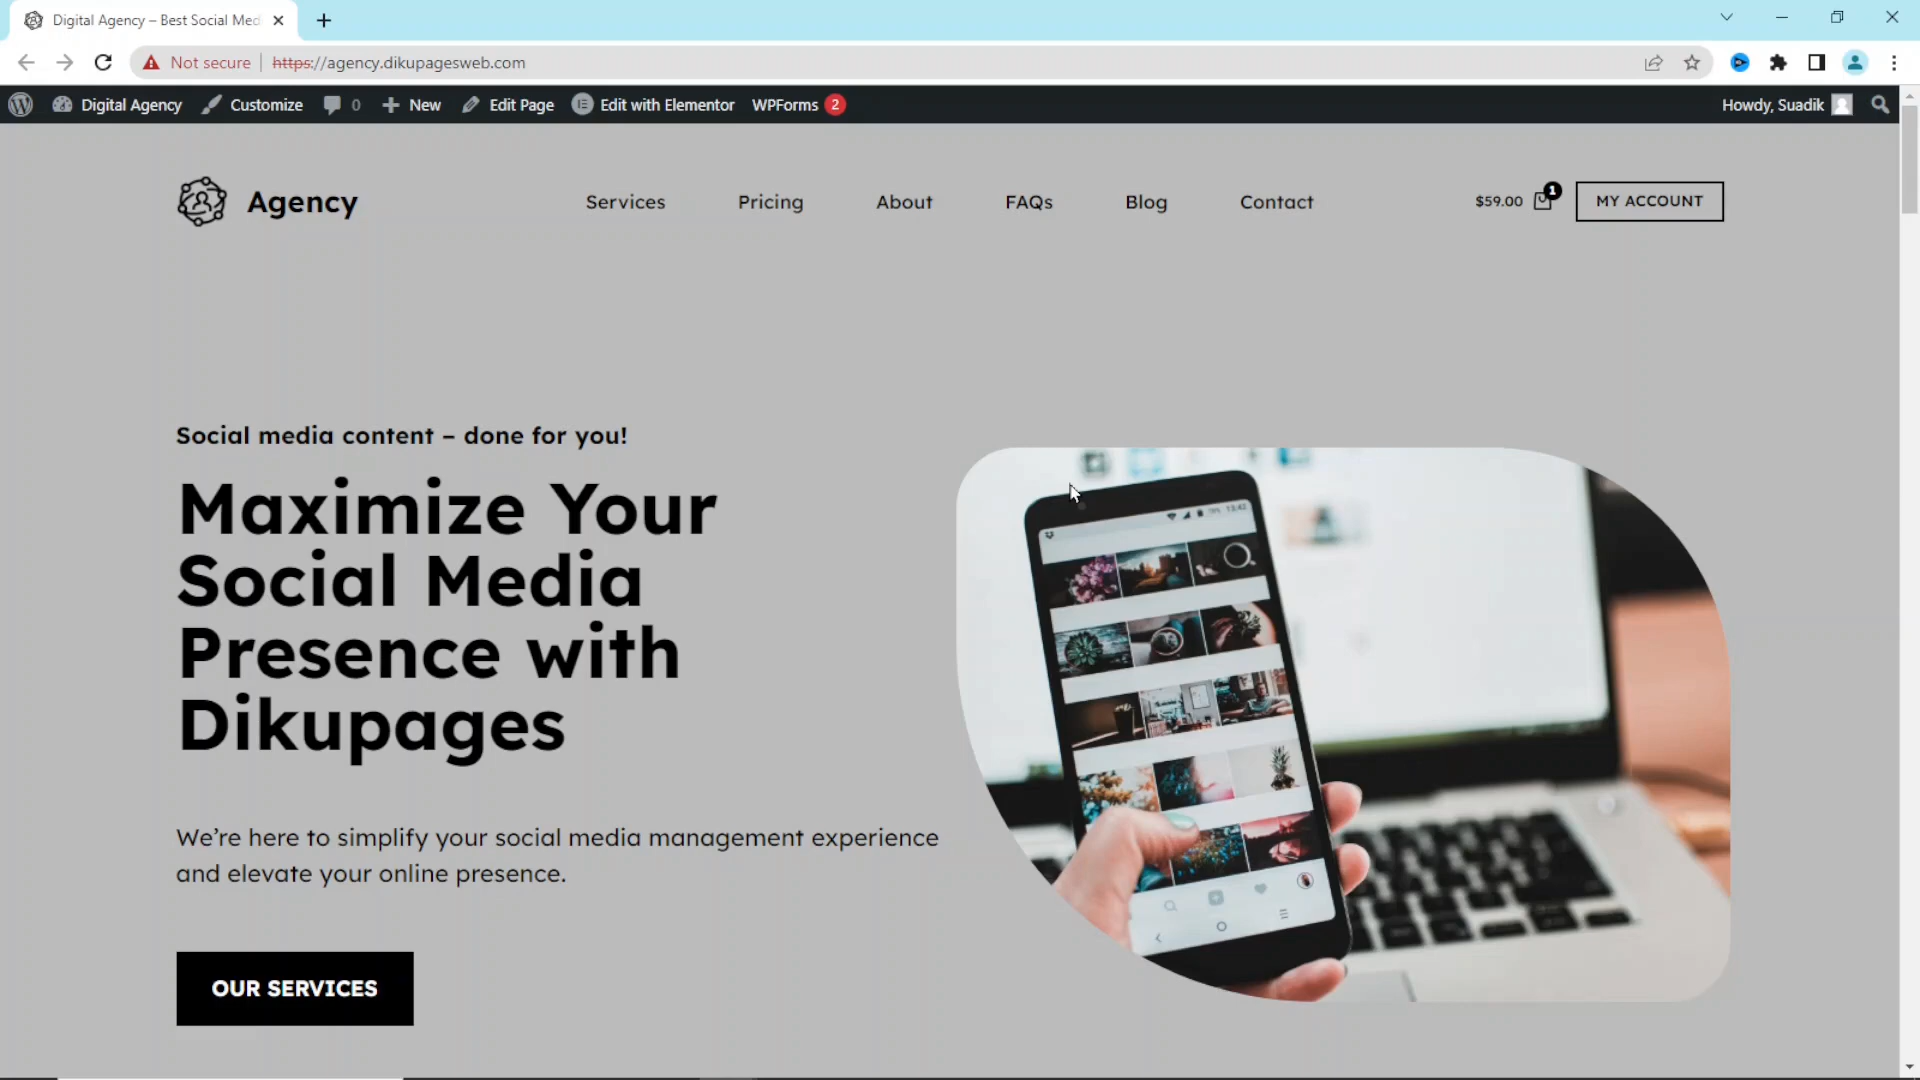 Digital Agency – Best Social Med
Not secure
https://agency.dikupagesweb.com
Digital Agency
Customize
0
New
Edit Page
Edit with Elementor
WPForms
2
Howdy, Suadik
Agency
Services
Pricing
About
FAQs
Blog
Contact
$59.00
1
MY ACCOUNT
Social media content – done for you!
Maximize Your
Social Media
Presence with
Dikupages
We’re here to simplify your social media management experience
and elevate your online presence.
OUR SERVICES